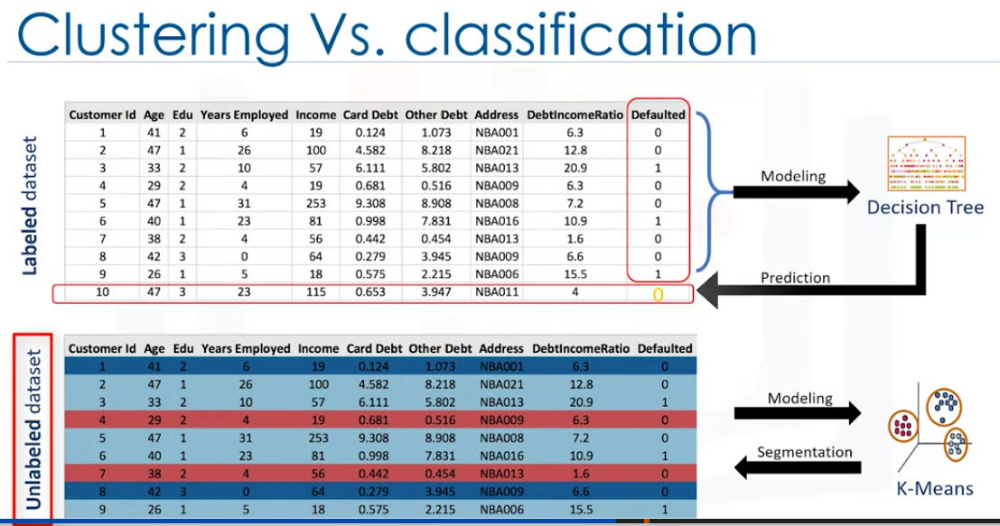 Clustering Vs. classification
Labeled dataset
Customer Id Age Edu Years Employed Income Card Debt Other Debt Address DebtIncomeRatio Defaulted
1 41 2 6 19 0.124 1.073 NBA001 6.3 0
2 47 1 26 100 4.582 8.218 NBA021 12.8 0
3 33 2 10 57 6.111 5.802 NBA013 20.9 1
4 29 2 4 19 0.681 0.516 NBA009 6.3 0
5 47 1 31 253 9.308 8.908 NBA008 7.2 0
6 40 1 23 81 0.998 7.831 NBA016 10.9 1
7 38 2 4 56 0.442 0.454 NBA013 1.6 0
8 42 3 0 64 0.279 3.945 NBA009 6.6 0
9 26 1 5 18 0.575 2.215 NBA006 15.5 1
10 47 3 23 115 0.653 3.947 NBA011 4 0
Modeling
Decision Tree
Prediction
Unlabeled dataset
Customer Id Age Edu Years Employed Income Card Debt Other Debt Address DebtIncomeRatio Defaulted
1 41 2 6 19 0.124 1.073 NBA001 6.3 0
2 47 1 26 100 4.582 8.218 NBA021 12.8 0
3 33 2 10 57 6.111 5.802 NBA013 20.9 1
4 29 2 4 19 0.681 0.516 NBA009 6.3 0
5 47 1 31 253 9.308 8.908 NBA008 7.2 0
6 40 1 23 81 0.998 7.831 NBA016 10.9 1
7 38 2 4 56 0.442 0.454 NBA013 1.6 0
8 42 3 0 64 0.279 3.945 NBA009 6.6 0
9 26 1 5 18 0.575 2.215 NBA006 15.5 1
Modeling
Segmentation
K-Means